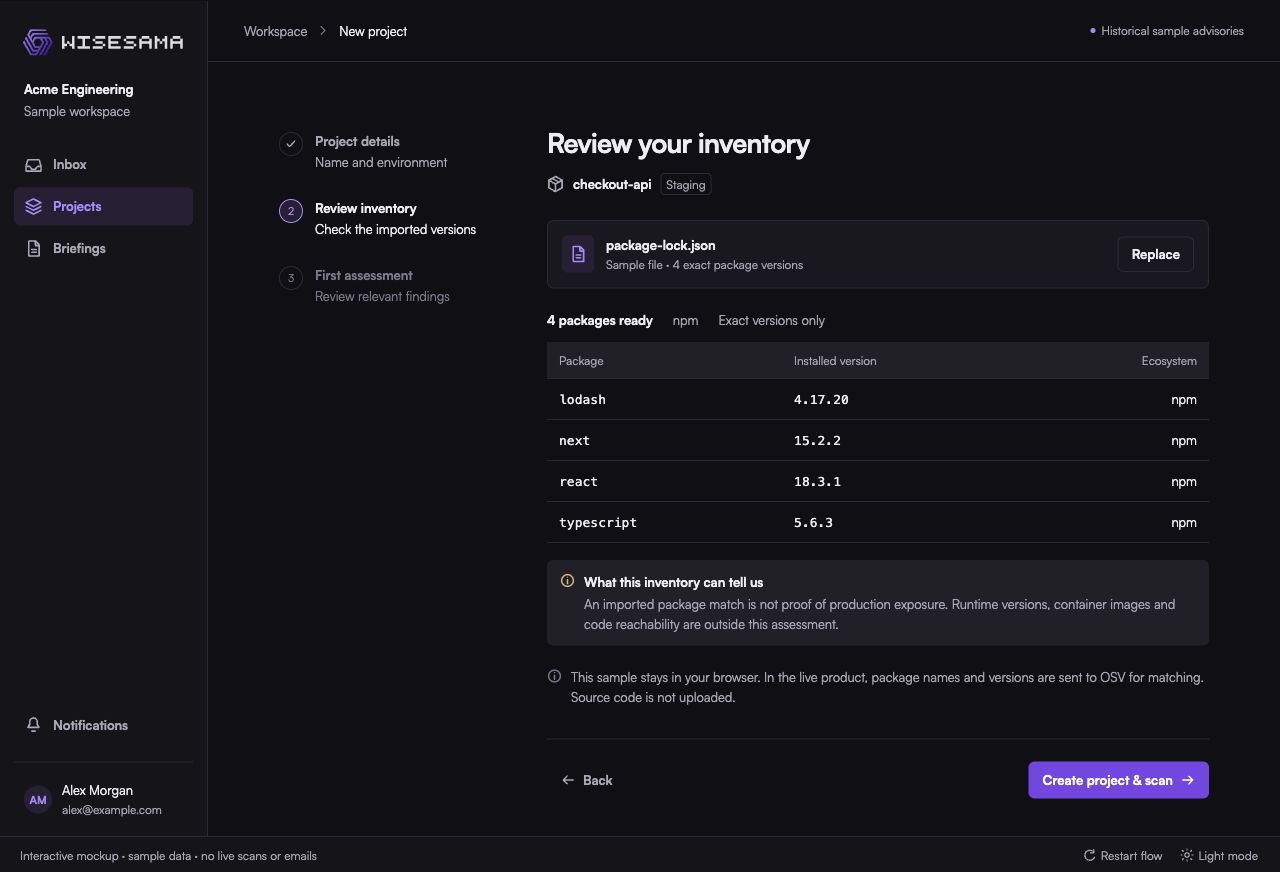 WISESAMA
Acme Engineering
Sample workspace
Inbox
Projects
Briefings
Notifications
AM
Alex Morgan
alex@example.com
Workspace > New project
Historical sample advisories
Project details
Name and environment
2
Review inventory
Check the imported versions
3
First assessment
Review relevant findings
Review your inventory
checkout-api Staging
package-lock.json
Sample file · 4 exact package versions
Replace
4 packages ready npm Exact versions only
Package Installed version Ecosystem
lodash 4.17.20 npm
next 15.2.2 npm
react 18.3.1 npm
typescript 5.6.3 npm
What this inventory can tell us
An imported package match is not proof of production exposure. Runtime versions, container images and
code reachability are outside this assessment.
This sample stays in your browser. In the live product, package names and versions are sent to OSV for matching.
Source code is not uploaded.
← Back
Create project & scan →
Interactive mockup · sample data · no live scans or emails
Restart flow
Light mode